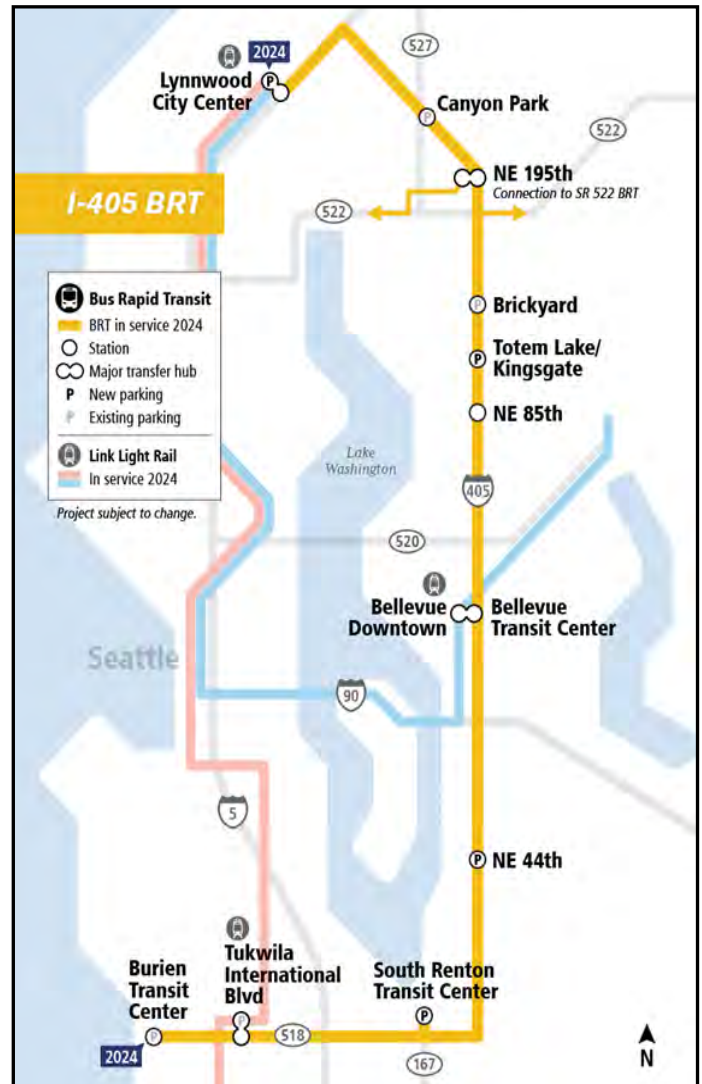 2024
527
Lynnwood
City Center
P
P
Canyon Park
522
NE 195th
Connection to SR 522 BRT
I-405 BRT
522
Bus Rapid Transit
BRT in service 2024
Station
Major transfer hub
P New parking
P Existing parking
Link Light Rail
In service 2024
Project subject to change.
P
Brickyard
P
Totem Lake/
Kingsgate
NE 85th
Lake
Washington
405
520
Bellevue
Downtown
Bellevue
Transit Center
Seattle
90
5
P
NE 44th
Tukwila
International
Blvd
Burien
Transit
Center
South Renton
Transit Center
P
P
P
518
2024
167
N